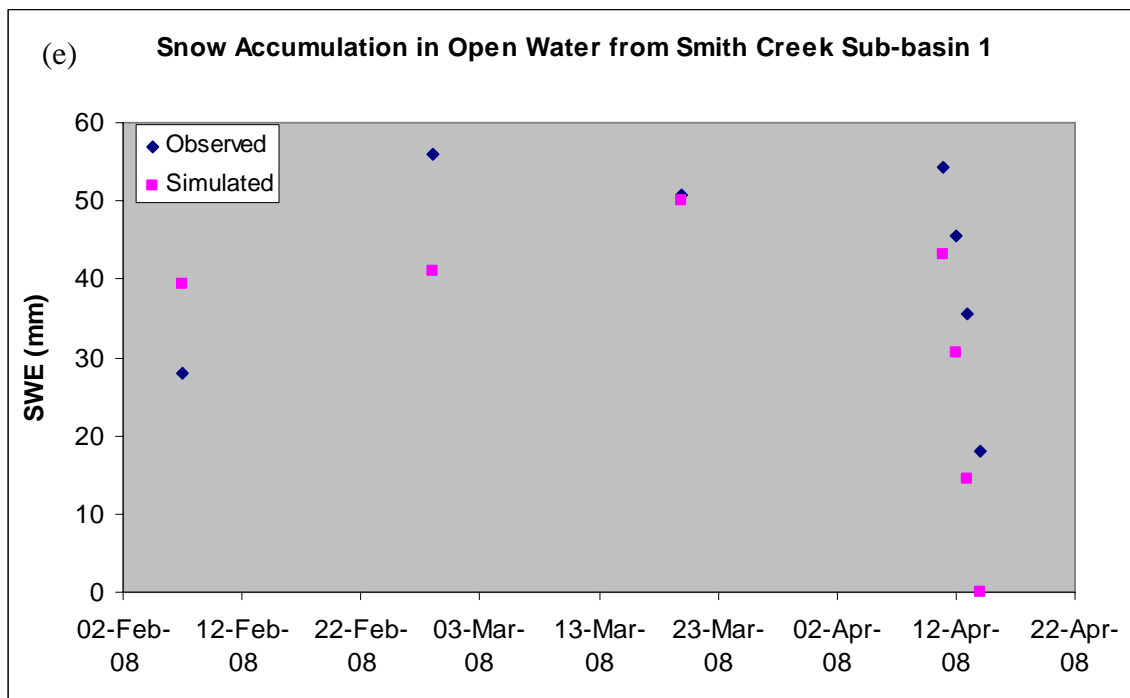 (e)
Snow Accumulation in Open Water from Smith Creek Sub-basin 1
Observed
Simulated
SWE (mm)
60
50
40
30
20
10
0
02-Feb-
08
12-Feb-
08
22-Feb-
08
03-Mar-
08
13-Mar-
08
23-Mar-
08
02-Apr-
08
12-Apr-
08
22-Apr-
08